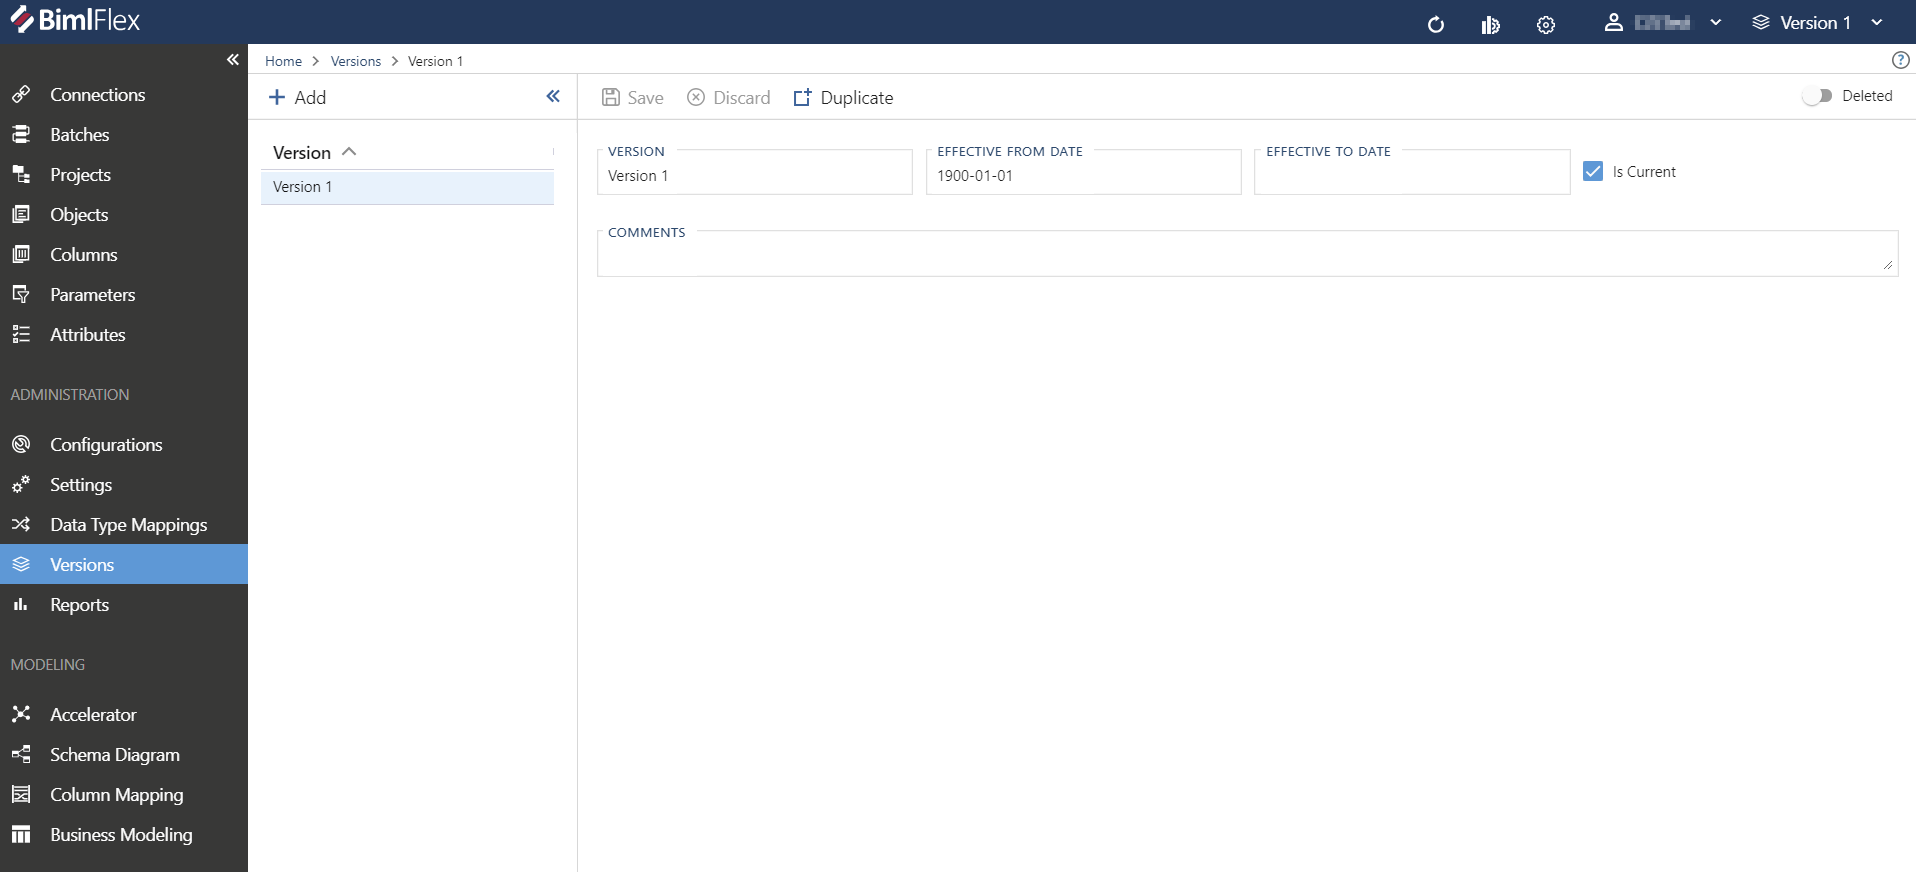 BimlFlex
Version 1
Home > Versions > Version 1
?
Connections
Batches
Projects
Objects
Columns
Parameters
Attributes
ADMINISTRATION
Configurations
Settings
Data Type Mappings
Versions
Reports
MODELING
Accelerator
Schema Diagram
Column Mapping
Business Modeling
+ Add
Version
Version 1
Save Discard Duplicate
Deleted
VERSION
Version 1
EFFECTIVE FROM DATE
1900-01-01
EFFECTIVE TO DATE
Is Current
COMMENTS